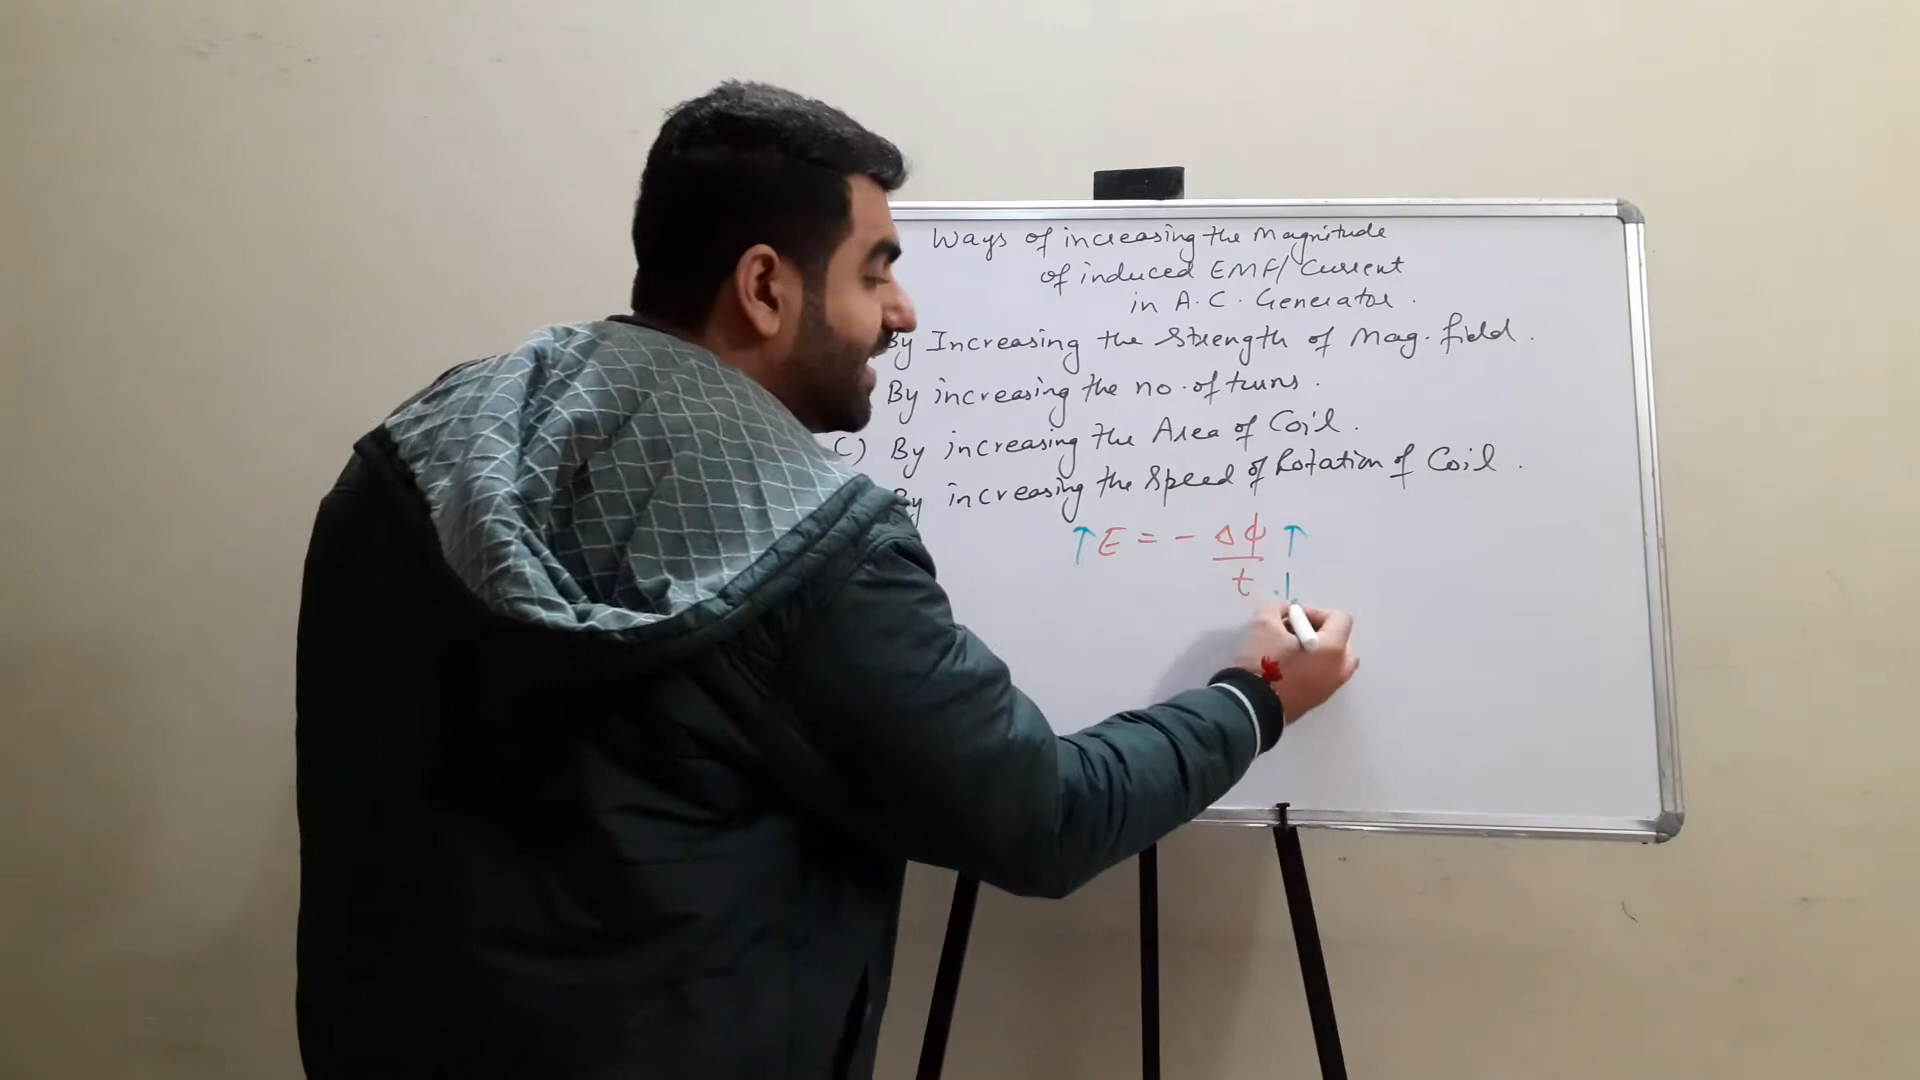 Ways of increasing the Magnitude
of induced EMF/ Current
in A.C. Generator.
By Increasing the Strength of Mag. field.
By increasing the no. of turns.
C) By increasing the Area of Coil.
By increasing the Speed of Rotation of Coil.
↑ E = - Δϕ ↑
t